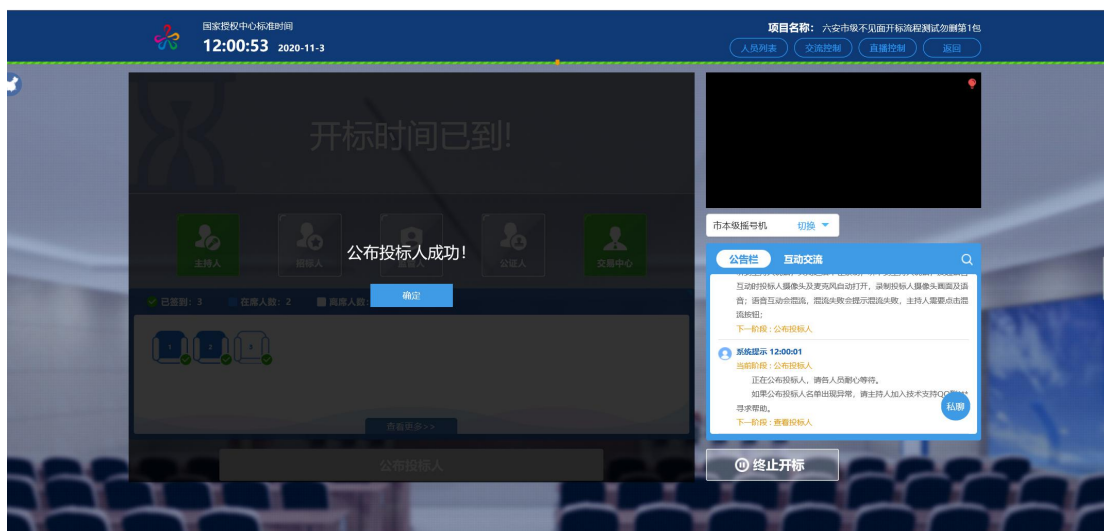 国家授权中心标准时间
12:00:53 2020-11-3
项目名称: 六安市级不见面开标流程测试勿删第1包
人员列表 交流控制 直播控制 返回
开标时间已到!
主持人 招标人 公证人 交易中心
公布投标人成功!
已签到: 3 在席人数: 2 离席人数:
确定
1 2 3
查看更多>>
公布投标人
市本级摇号机 切换
公告栏 互动交流
互动时投标人摄像头及麦克风自动打开, 录制投标人摄像头画面及语
音; 语音互动会混流, 混流失败会提示混流失败, 主持人需要点击混
流按钮;
下一阶段 : 公布投标人
系统提示 12:00:01
当前阶段 : 公布投标人
正在公布投标人, 请各人员耐心等待。
如果公布投标人名单出现异常, 请主持人加入技术支持QQ
寻求帮助。
私聊
下一阶段 : 查看投标人
终止开标